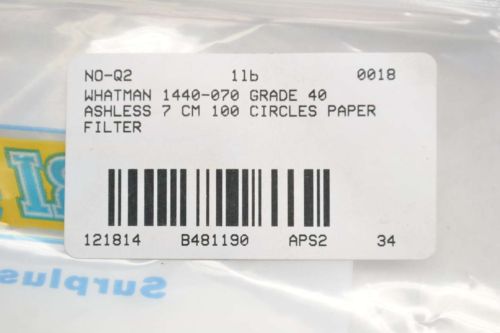 NO-Q2 1lb 0018
WHATMAN 1440-070 GRADE 40
ASHLESS 7 CM 100 CIRCLES PAPER
FILTER
121814 B481190 APS2 34
Surplus